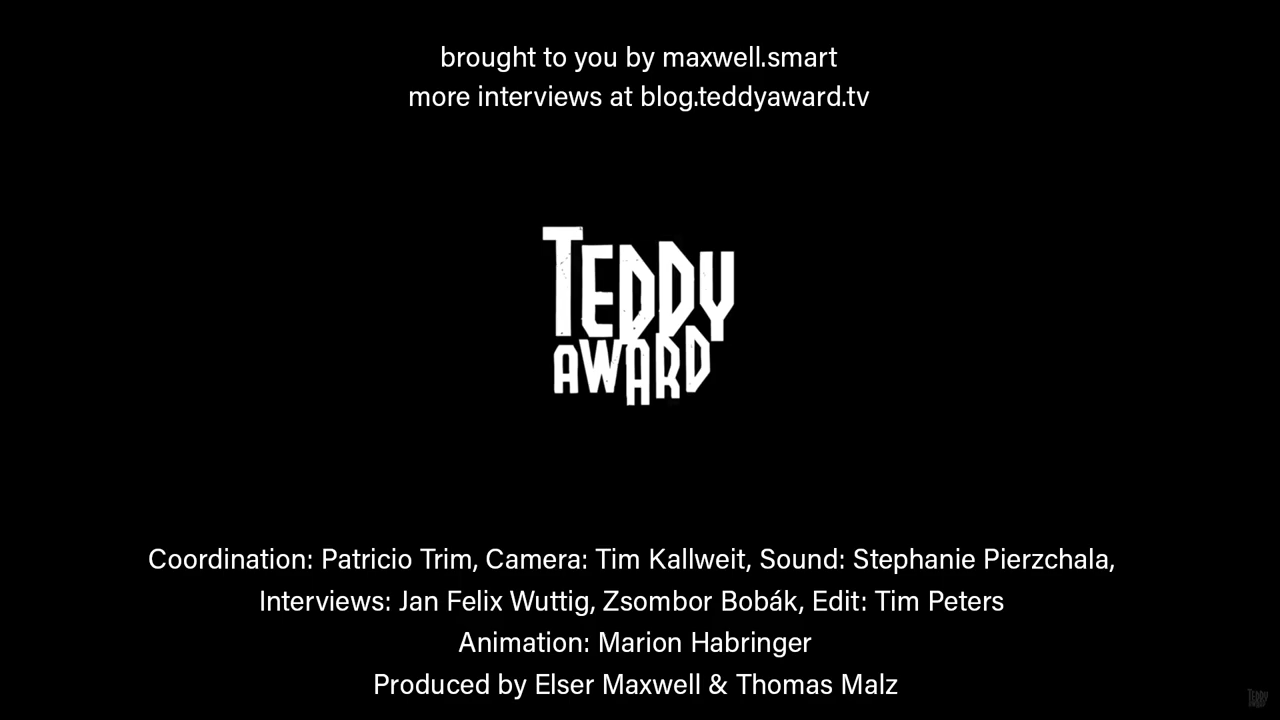 brought to you by maxwell.smart
more interviews at blog.teddyaward.tv
TEDDY
AWARD
Coordination: Patricio Trim, Camera: Tim Kallweit, Sound: Stephanie Pierzchala,
Interviews: Jan Felix Wuttig, Zsombor Bobák, Edit: Tim Peters
Animation: Marion Habringer
Produced by Elser Maxwell & Thomas Malz
TEDDY
AWARD